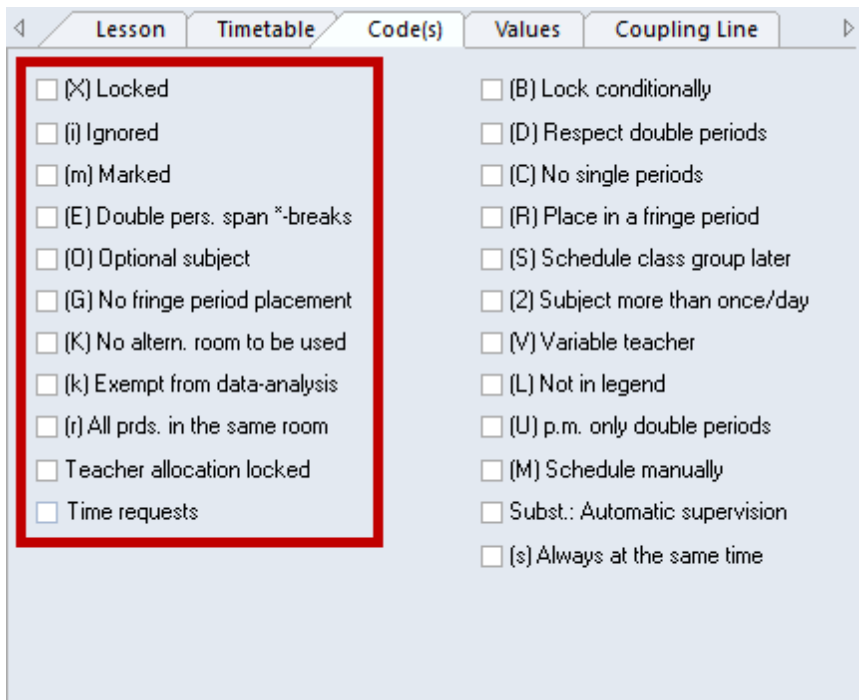 Lesson Timetable Code(s) Values Coupling Line
(X) Locked
(i) Ignored
(m) Marked
(E) Double pers. span *-breaks
(O) Optional subject
(G) No fringe period placement
(K) No altern. room to be used
(k) Exempt from data-analysis
(r) All prds. in the same room
Teacher allocation locked
Time requests
(B) Lock conditionally
(D) Respect double periods
(C) No single periods
(R) Place in a fringe period
(S) Schedule class group later
(2) Subject more than once/day
(V) Variable teacher
(L) Not in legend
(U) p.m. only double periods
(M) Schedule manually
Subst.: Automatic supervision
(s) Always at the same time